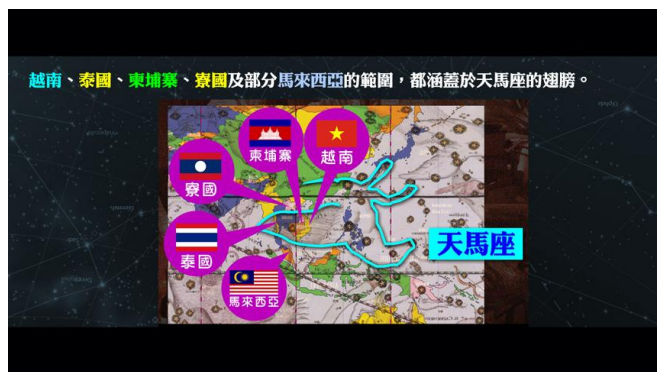 越南、泰國、柬埔寨、寮國及部分馬來西亞的範圍，都涵蓋於天馬座的翅膀。
柬埔寨
越南
寮國
泰國
天馬座
馬來西亞